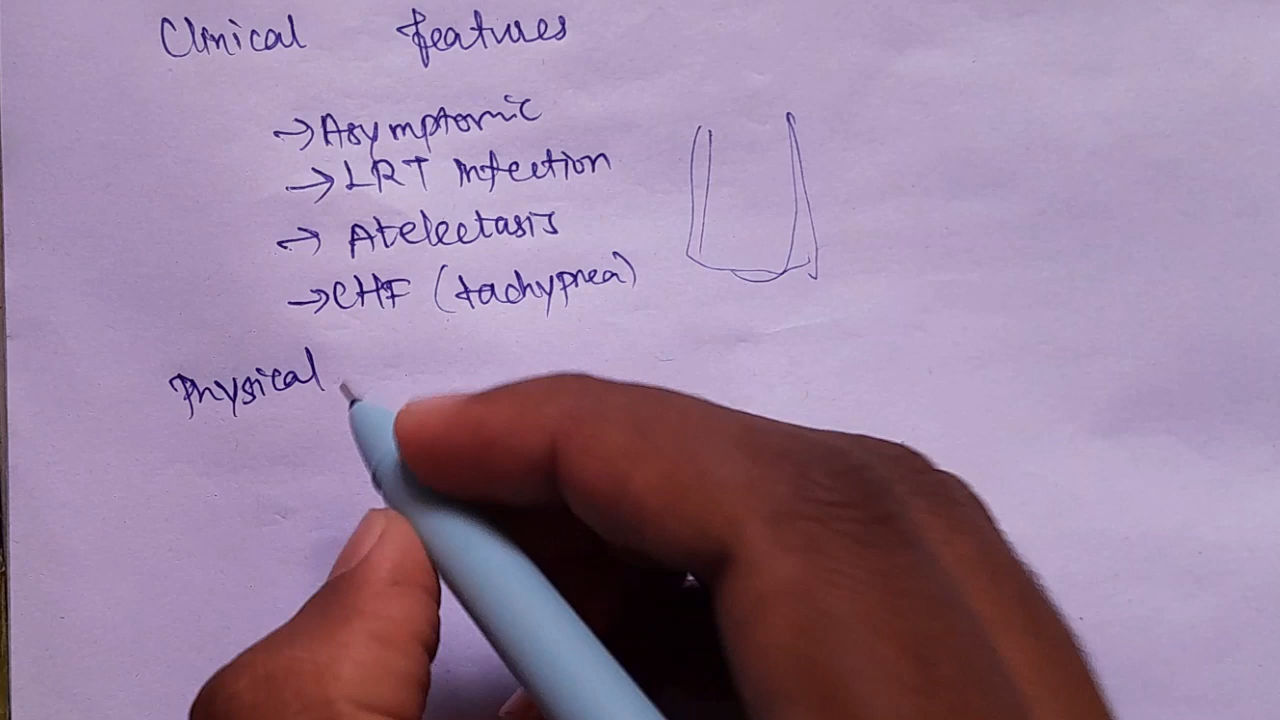 Clinical features
→ Asymptomic
→ LRT infection
→ Atelectasis
→ CHF (tachypnea)
Physical